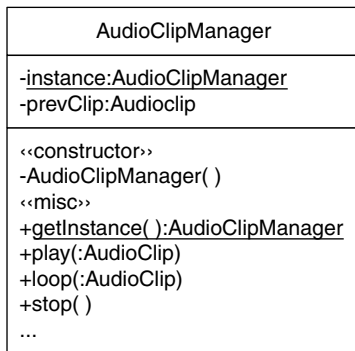 AudioClipManager
-instance:AudioClipManager
-prevClip:Audioclip
‹‹constructor››
-AudioClipManager( )
‹‹misc››
+getInstance( ):AudioClipManager
+play(:AudioClip)
+loop(:AudioClip)
+stop( )
...